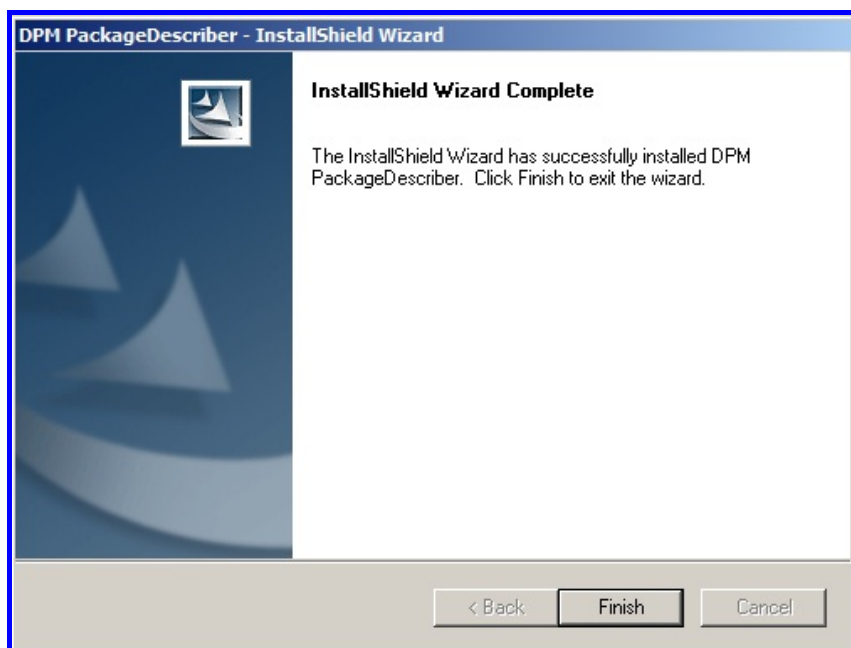 DPM PackageDescriber - InstallShield Wizard
InstallShield Wizard Complete
The InstallShield Wizard has successfully installed DPM
PackageDescriber. Click Finish to exit the wizard.
< Back
Finish
Cancel